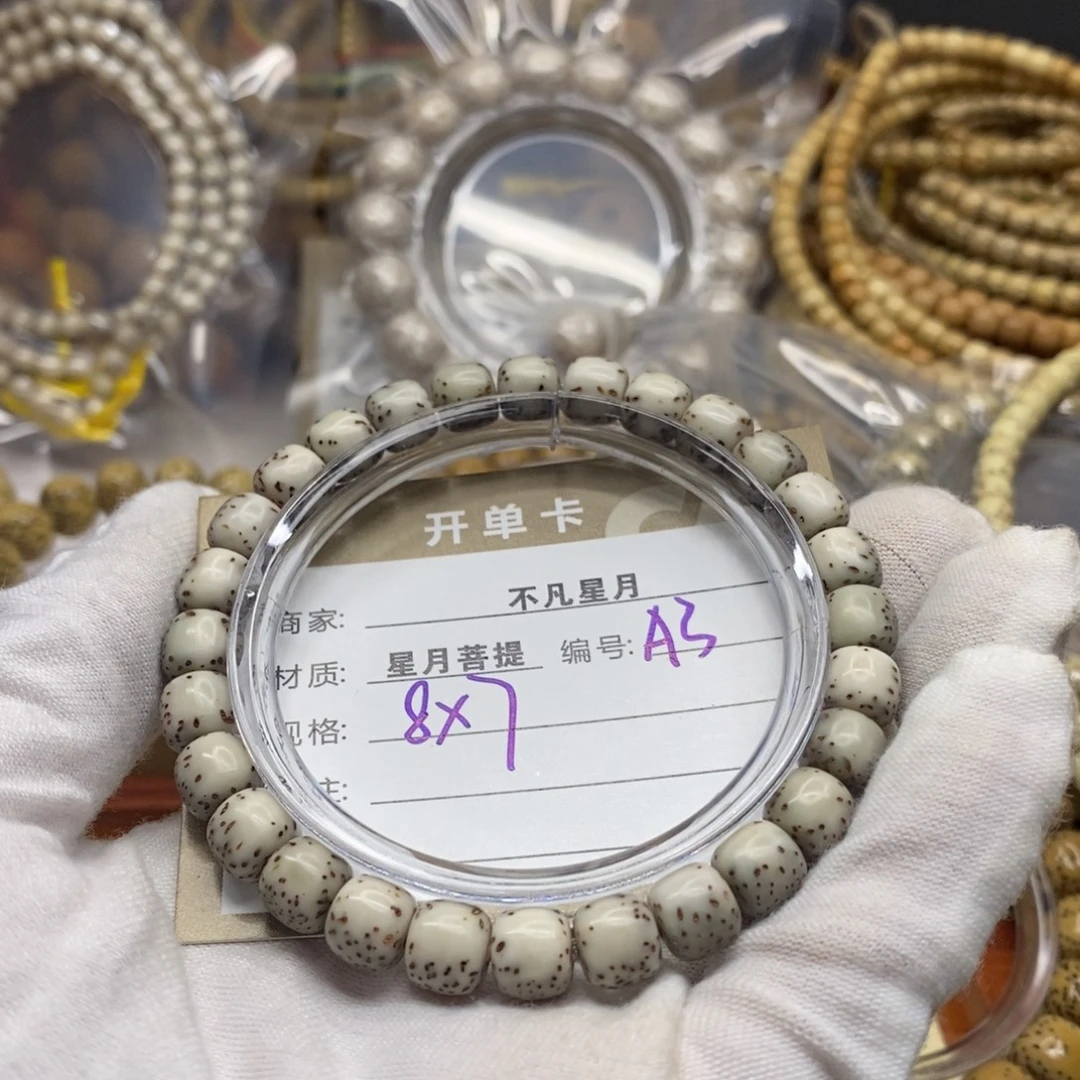 开单卡
商家: 不凡星月
材质: 星月菩提 编号: A3
规格: 8x7
主: